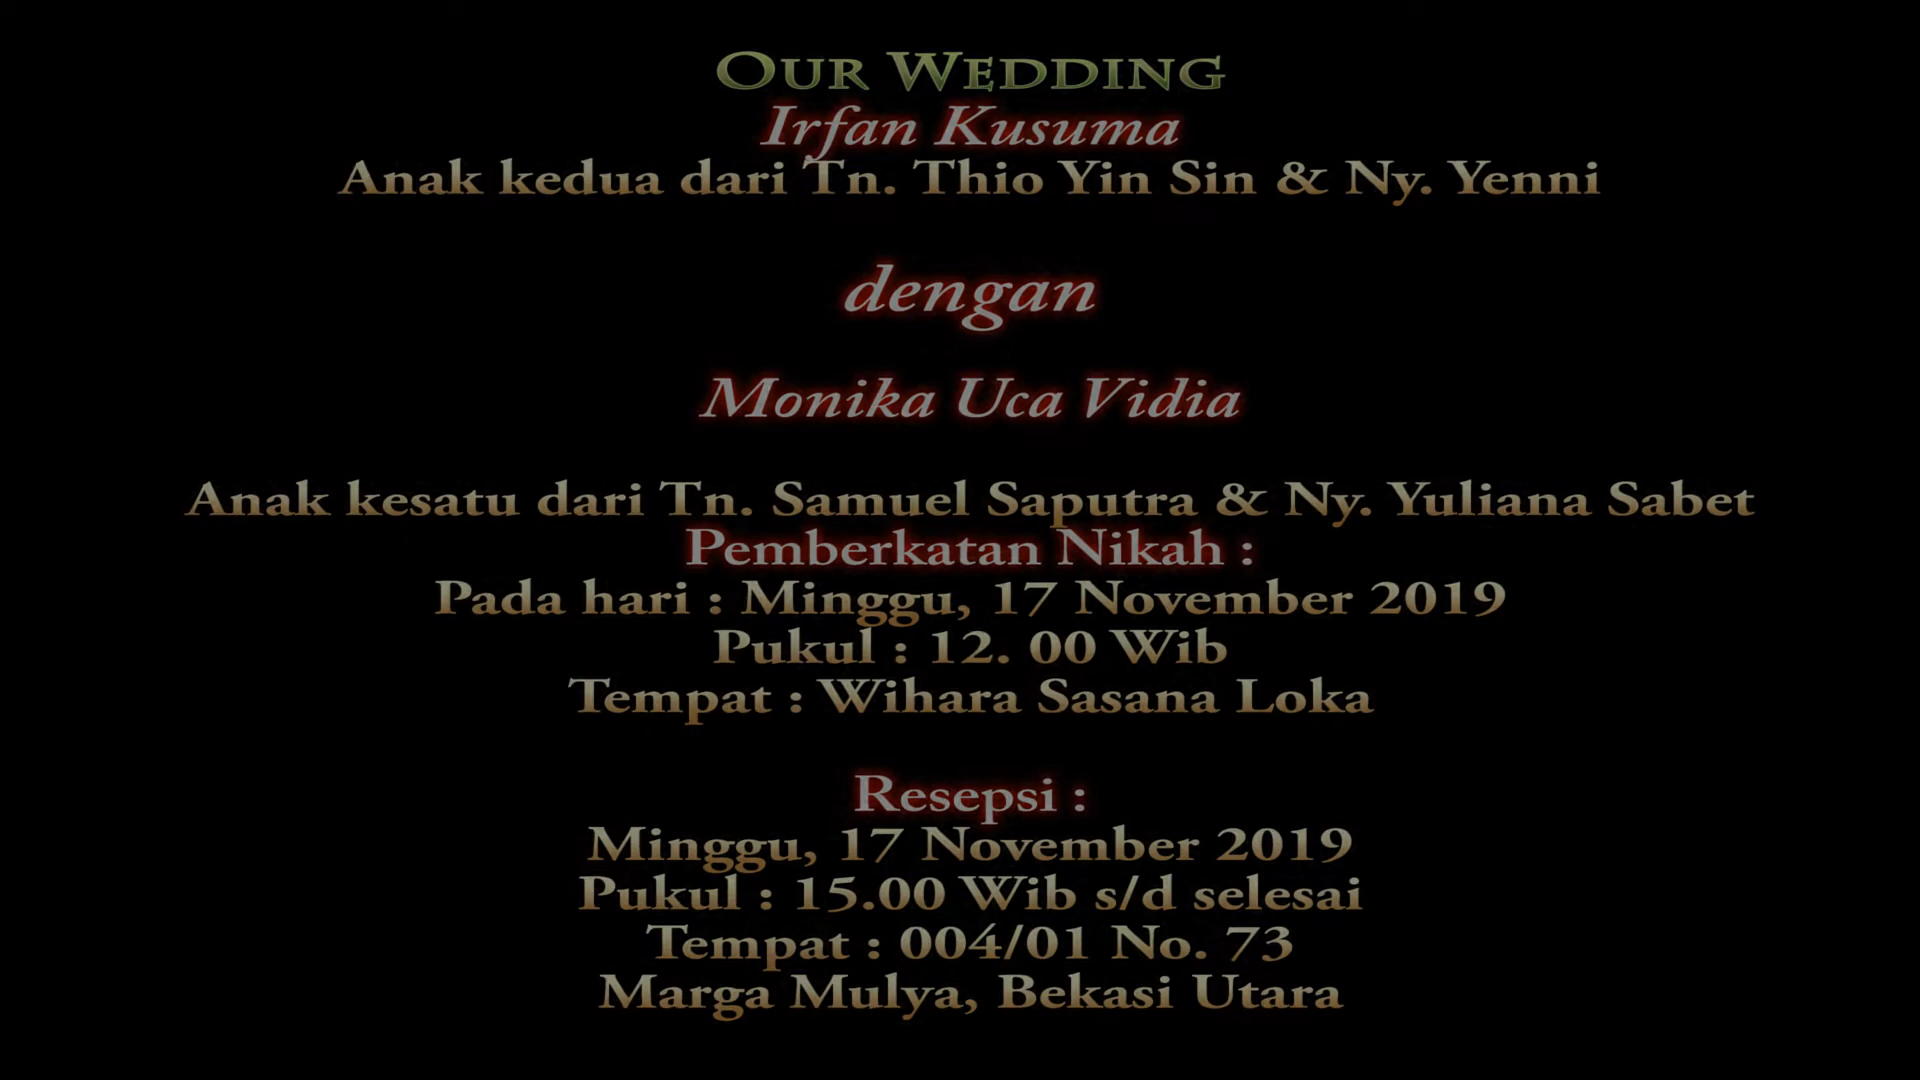 OUR WEDDING
Irfan Kusuma
Anak kedua dari Tn. Thio Yin Sin & Ny. Yenni
dengan
Monika Uca Vidia
Anak kesatu dari Tn. Samuel Saputra & Ny. Yuliana Sabet
Pemberkatan Nikah :
Pada hari : Minggu, 17 November 2019
Pukul : 12. 00 Wib
Tempat : Wihara Sasana Loka
Resepsi :
Minggu, 17 November 2019
Pukul : 15.00 Wib s/d selesai
Tempat : 004/01 No. 73
Marga Mulya, Bekasi Utara